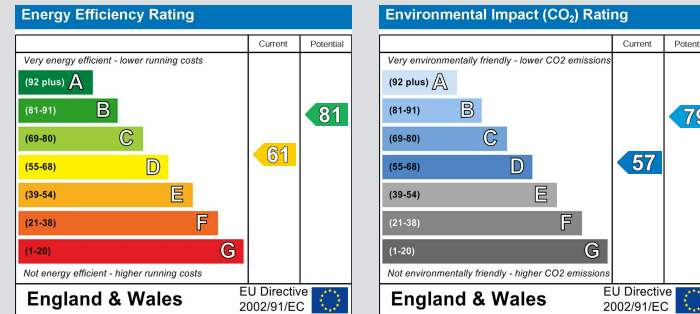 Energy Efficiency Rating
Current Potential
Very energy efficient - lower running costs
(92 plus) A
(81-91) B
81
(69-80) C
61
(55-68) D
(39-54) E
(21-38) F
(1-20) G
Not energy efficient - higher running costs
England & Wales
EU Directive
2002/91/EC
Environmental Impact (CO₂) Rating
Current
Very environmentally friendly - lower CO2 emissions
(92 plus) A
(81-91) B
79
(69-80) C
(55-68) D
57
(39-54) E
(21-38) F
(1-20) G
Not environmentally friendly - higher CO2 emissions
England & Wales
EU Directive
2002/91/EC